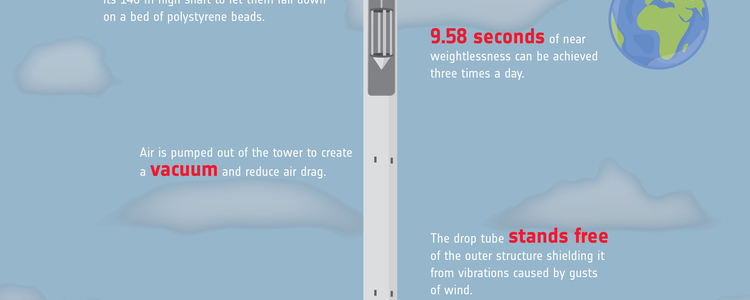 its 146 m high shaft to let them fall down
on a bed of polystyrene beads.
9.58 seconds of near
weightlessness can be achieved
three times a day.
Air is pumped out of the tower to create
a vacuum and reduce air drag.
The drop tube stands free
of the outer structure shielding it
from vibrations caused by gusts
of wind.